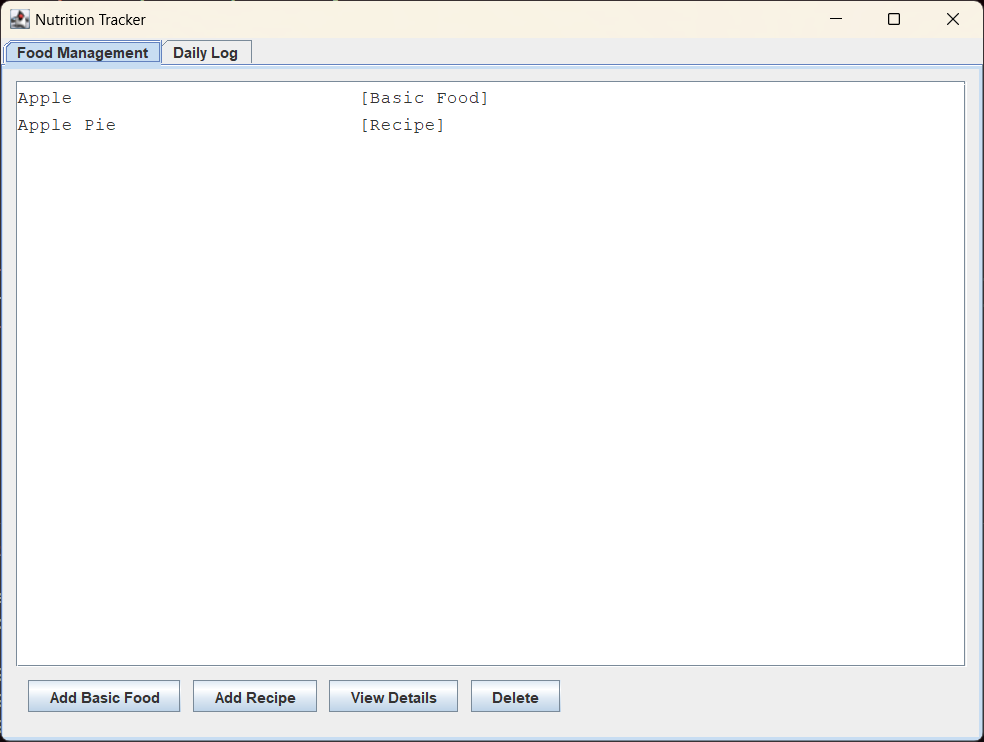 Nutrition Tracker
Food Management Daily Log
Apple [Basic Food]
Apple Pie [Recipe]
Add Basic Food Add Recipe View Details Delete